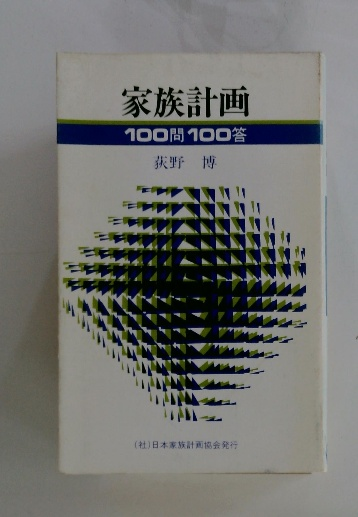 家族計画
100問100答
荻野 博
(社)日本家族計画協会発行